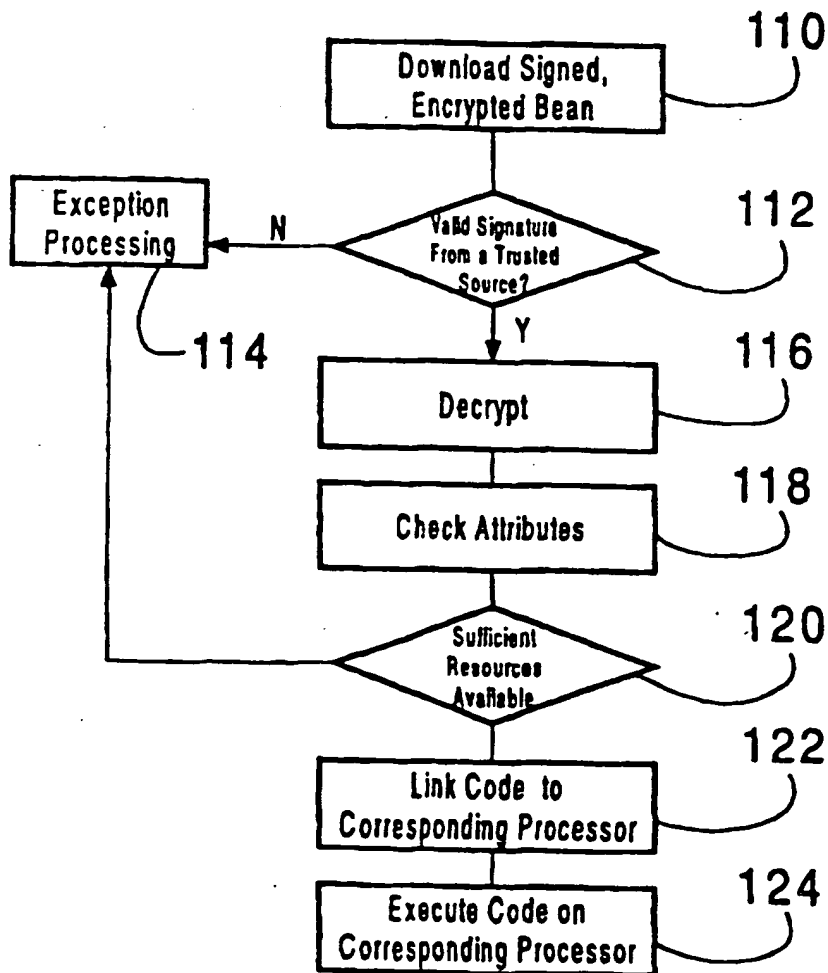 110
Download Signed,
Encrypted Bean
Exception
Processing
N
Valid Signature
From a Trusted
Source?
112
114
Y
116
Decrypt
118
Check Attributes
120
Sufficient
Resources
Available
122
Link Code to
Corresponding Processor
124
Execute Code on
Corresponding Processor